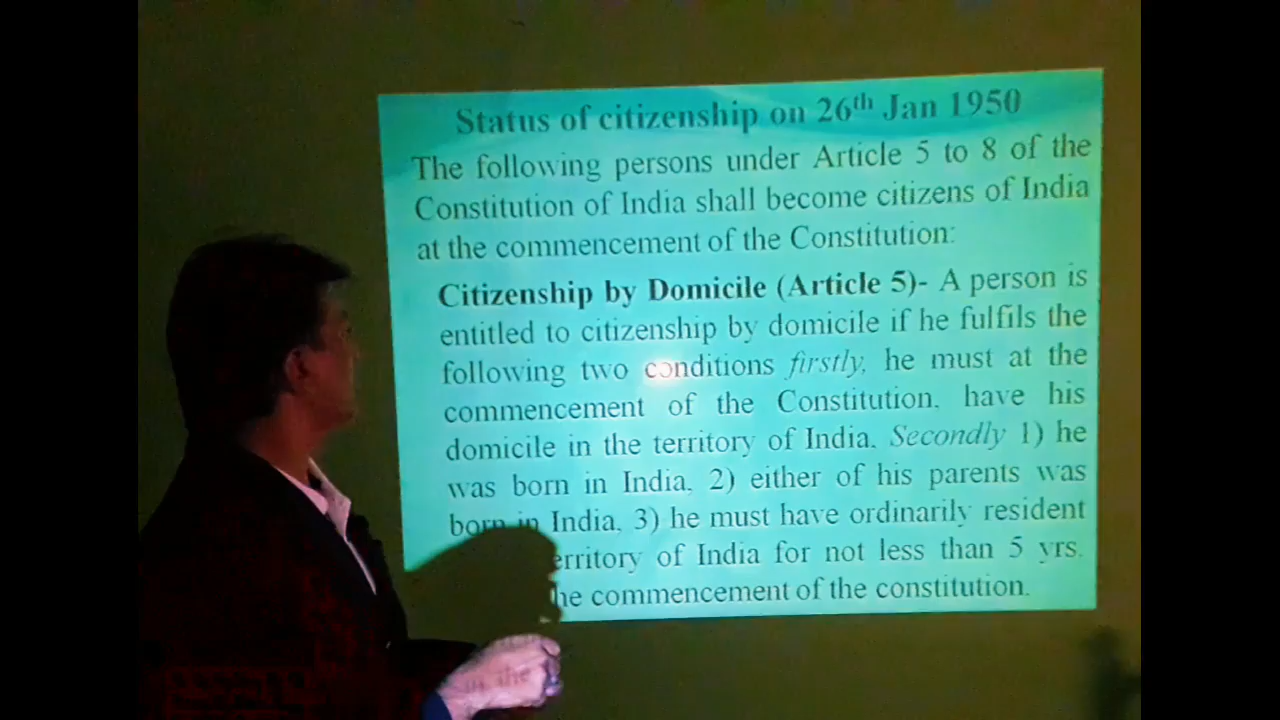 Status of citizenship on 26th Jan 1950
The following persons under Article 5 to 8 of the
Constitution of India shall become citizens of India
at the commencement of the Constitution:
Citizenship by Domicile (Article 5)- A person is
entitled to citizenship by domicile if he fulfils the
following two conditions firstly, he must at the
commencement of the Constitution, have his
domicile in the territory of India. Secondly 1) he
was born in India, 2) either of his parents was
born in India, 3) he must have ordinarily resident
in the erritory of India for not less than 5 yrs.
he commencement of the constitution.